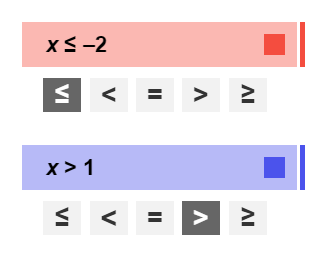 x ≤ –2
≤ < = > ≥
x > 1
≤ < = > ≥